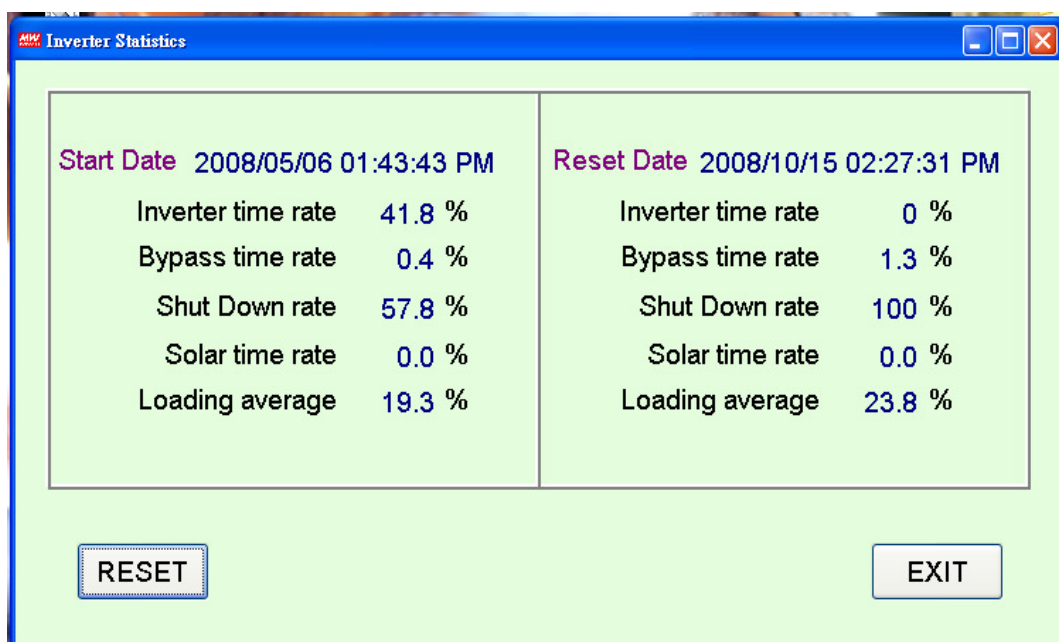 MW Inverter Statistics
Start Date 2008/05/06 01:43:43 PM
Inverter time rate 41.8 %
Bypass time rate 0.4 %
Shut Down rate 57.8 %
Solar time rate 0.0 %
Loading average 19.3 %
Reset Date 2008/10/15 02:27:31 PM
Inverter time rate 0 %
Bypass time rate 1.3 %
Shut Down rate 100 %
Solar time rate 0.0 %
Loading average 23.8 %
RESET
EXIT